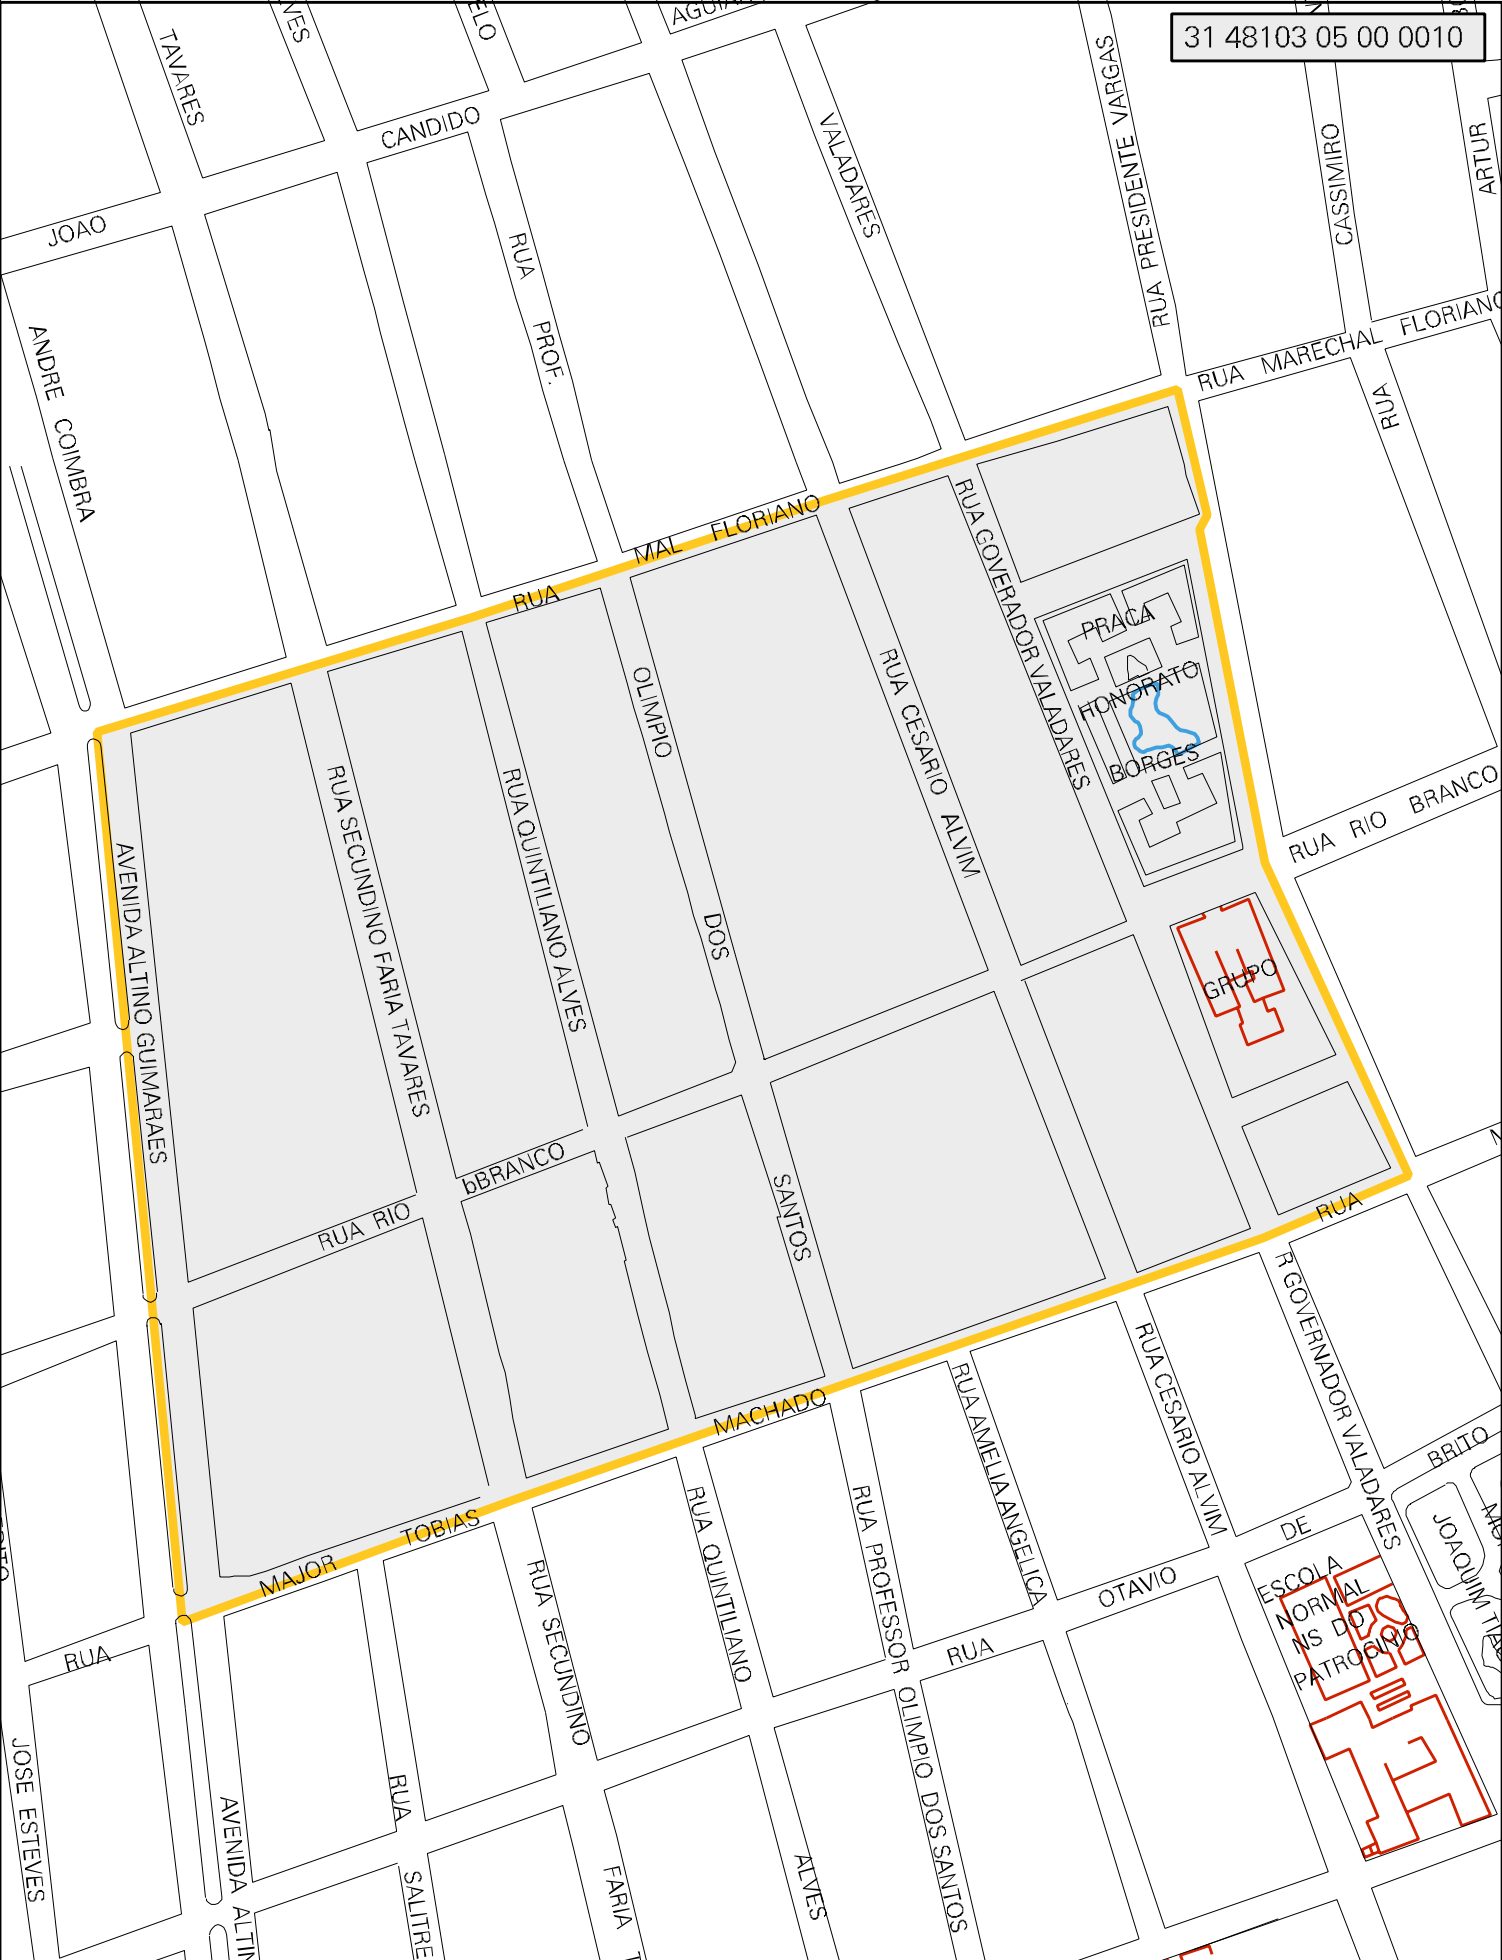 AGUIAR
31 48103 05 00 0010
TAVARES
CANDIDO
JOAO
VALADARES
RUA PRESIDENTE VARGAS
CASSIMIRO
ARTUR
RUA PROF.
ANDRE COIMBRA
RUA MARECHAL FLORIANO
RUA
RUA MAL FLORIANO
RUA GOVERADOR VALADARES
PRACA
HONORATO
BORGES
OLIMPIO
DOS
SANTOS
RUA CESARIO ALVIM
RUA SECUNDINO FARIA TAVARES
RUA QUINTILIANO ALVES
AVENIDA ALTINO GUIMARAES
RUA RIO BRANCO
GRUPO
RUA RIO bBRANCO
RUA
MACHADO
TOBIAS
MAJOR
R GOVERNADOR VALADARES
RUA CESARIO ALVIM
RUA AMELIA ANGELICA
RUA PROFESSOR OLIMPIO DOS SANTOS
RUA QUINTILIANO
ALVES
RUA SECUNDINO
FARIA
BRITO
DE
OTAVIO
RUA
JOAQUIM
ESCOLA
NORMAL
NS DO
PATROCINIO
RUA
JOSE ESTEVES
AVENIDA
RUA
SALITRE